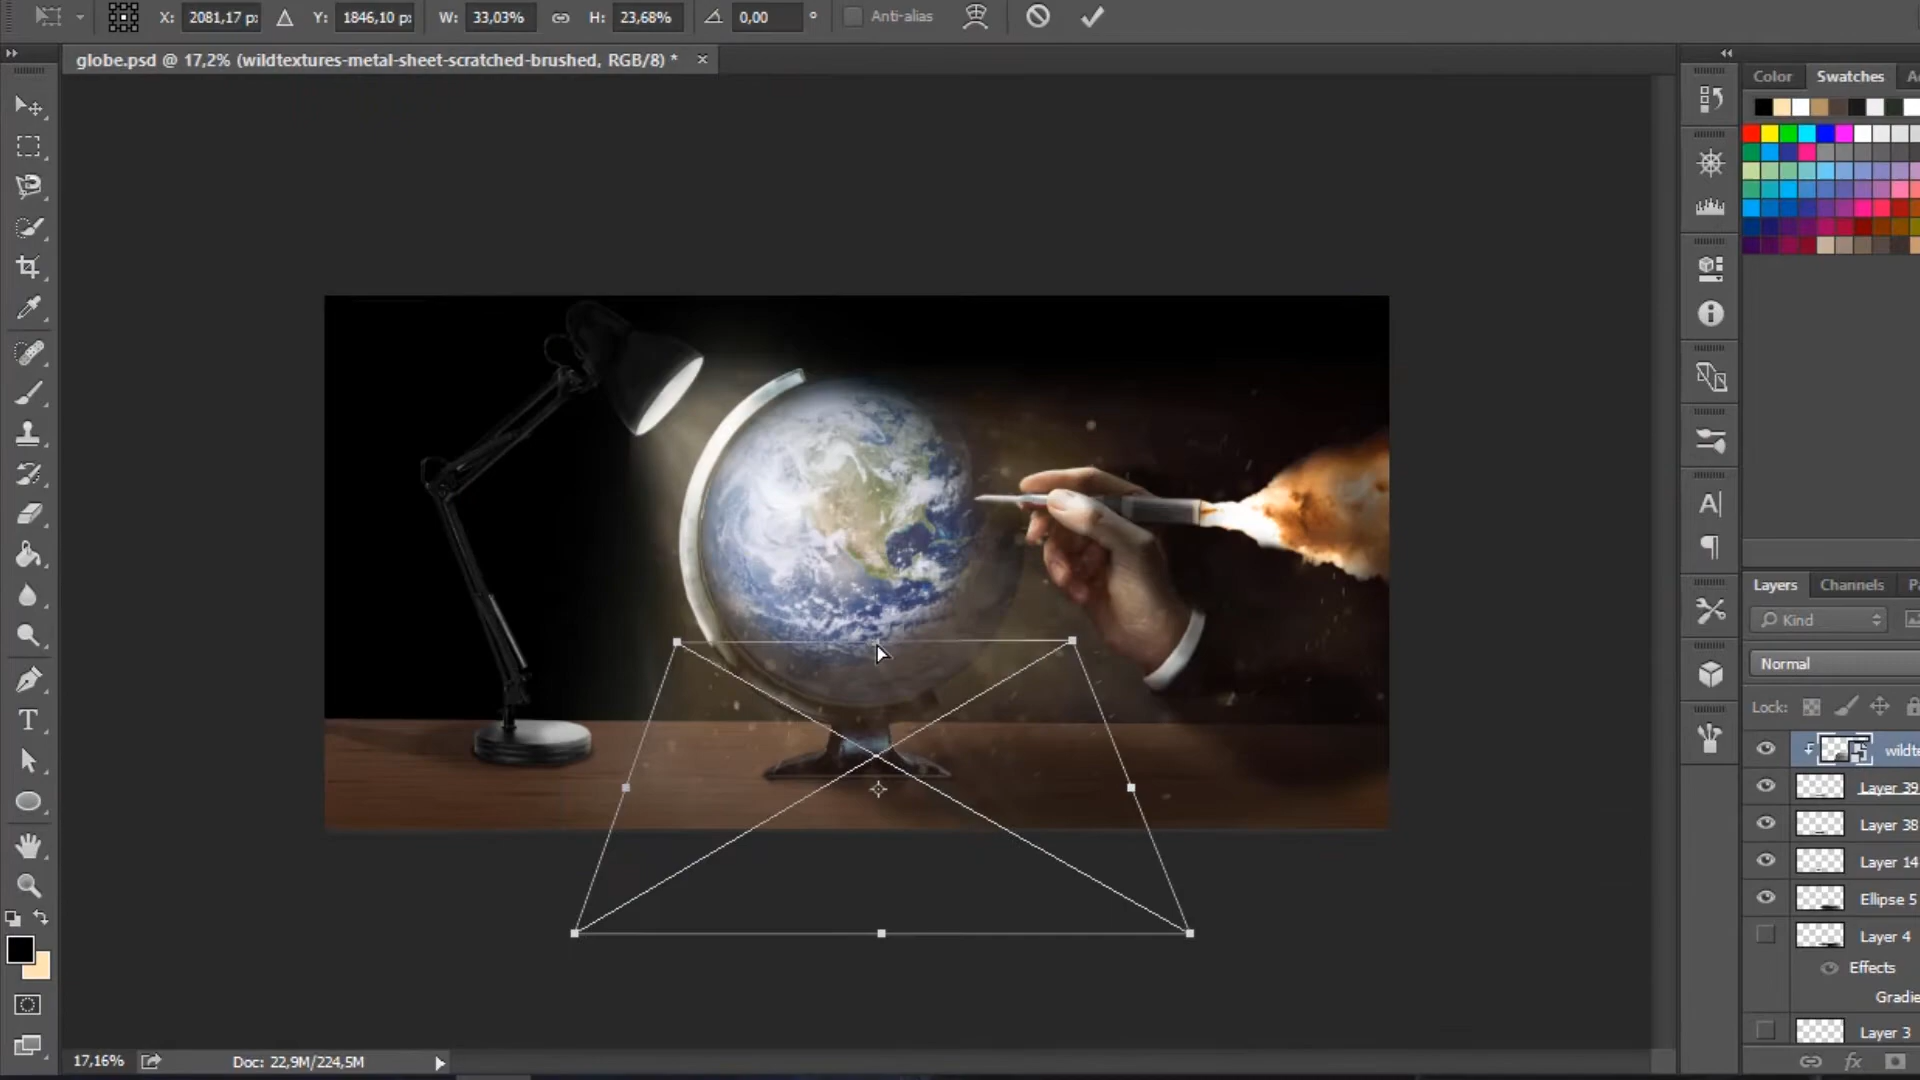 X: 2081,17 p Y: 1846,10 p W: 33,03% H: 23,68% 0,00 ° Anti-alias
globe.psd @ 17,2% (wildtextures-metal-sheet-scratched-brushed, RGB/8) * ×
Color Swatches
Layers Channels
Kind
Normal
Lock:
Layer 39
Layer 38
Layer 14
Ellipse 5
Layer 4
Effects
Layer 3
17,16% Doc: 22,9M/224,5M